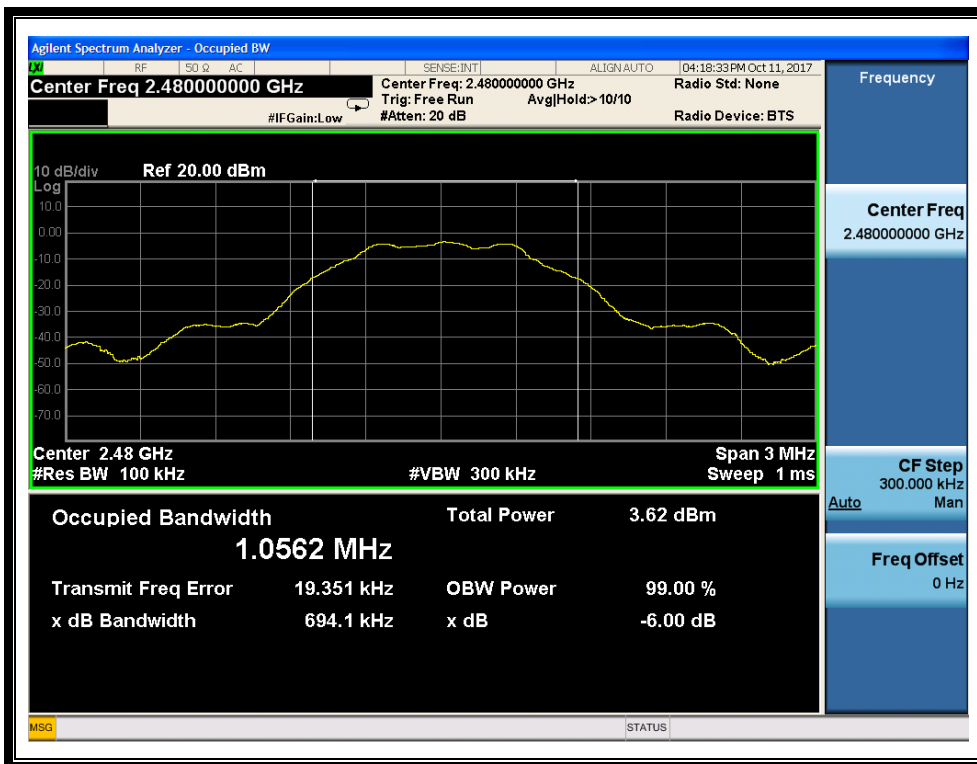 Agilent Spectrum Analyzer - Occupied BW
LXI RF 50 Ω AC SENSE:INT ALIGN AUTO 04:18:33 PM Oct 11, 2017
Center Freq 2.480000000 GHz
Center Freq: 2.480000000 GHz Radio Std: None
Trig: Free Run Avg|Hold:> 10/10
#IFGain:Low #Atten: 20 dB Radio Device: BTS
10 dB/div Ref 20.00 dBm
Log
10.0
0.00
-10.0
-20.0
-30.0
-40.0
-50.0
-60.0
-70.0
Center 2.48 GHz Span 3 MHz
#Res BW 100 kHz #VBW 300 kHz Sweep 1 ms
Occupied Bandwidth Total Power 3.62 dBm
1.0562 MHz
Transmit Freq Error 19.351 kHz OBW Power 99.00 %
x dB Bandwidth 694.1 kHz x dB -6.00 dB
Frequency
Center Freq
2.480000000 GHz
CF Step
300.000 kHz
Auto Man
Freq Offset
0 Hz
MSG STATUS